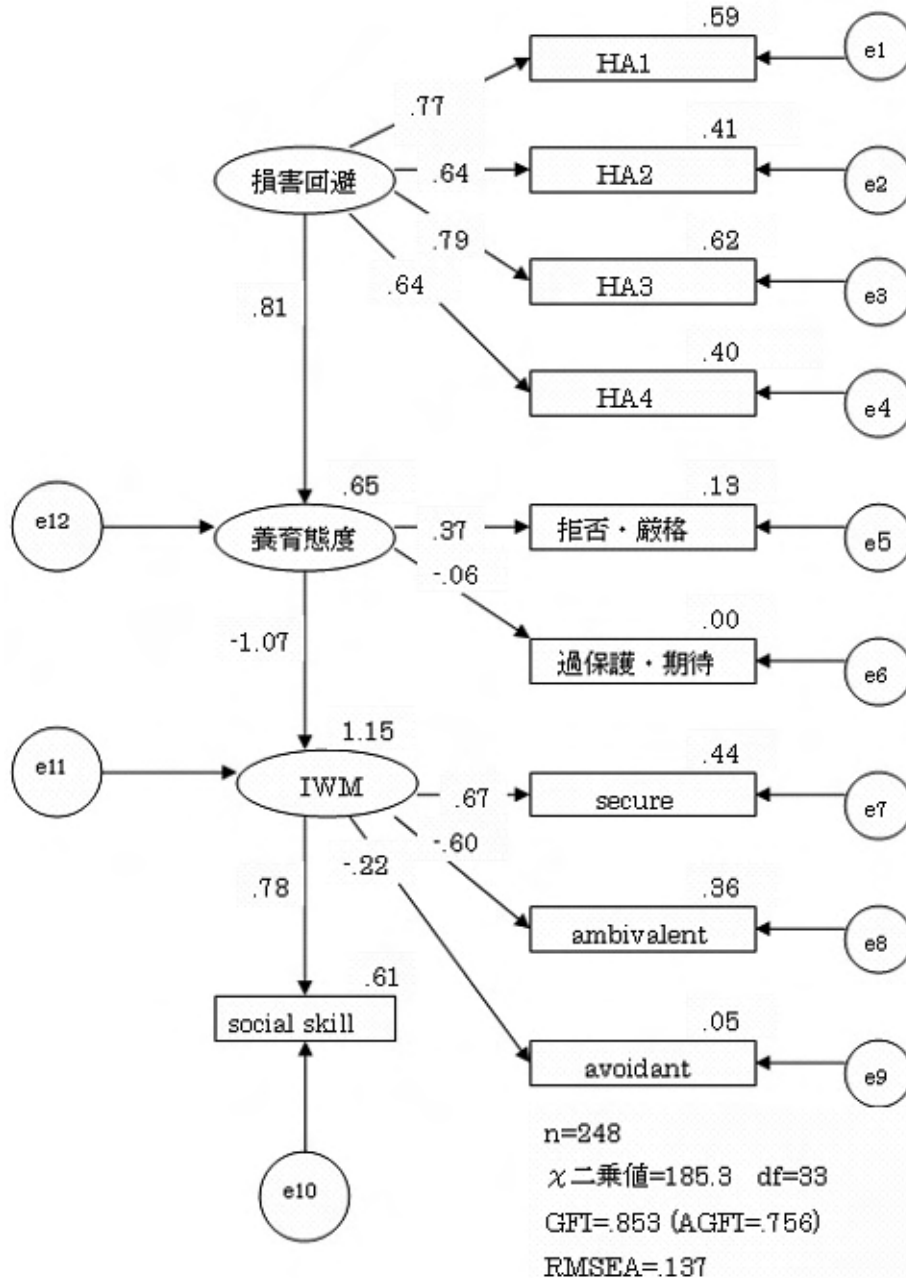 .59
HA1
e1
.77
.41
損害回避
.64
HA2
e2
.79
.62
HA3
e3
.64
.81
.40
HA4
e4
.65
.13
e12
養育態度
.37
拒否・厳格
e5
-.06
.00
-1.07
過保護・期待
e6
1.15
.44
e11
IWM
.67
secure
e7
-.60
-.22
.78
.36
ambivalent
e8
.61
social skill
.05
avoidant
e9
e10
n=248
χ二乗値=185.3 df=33
GFI=.853 (AGFI=.756)
RMSEA=.137